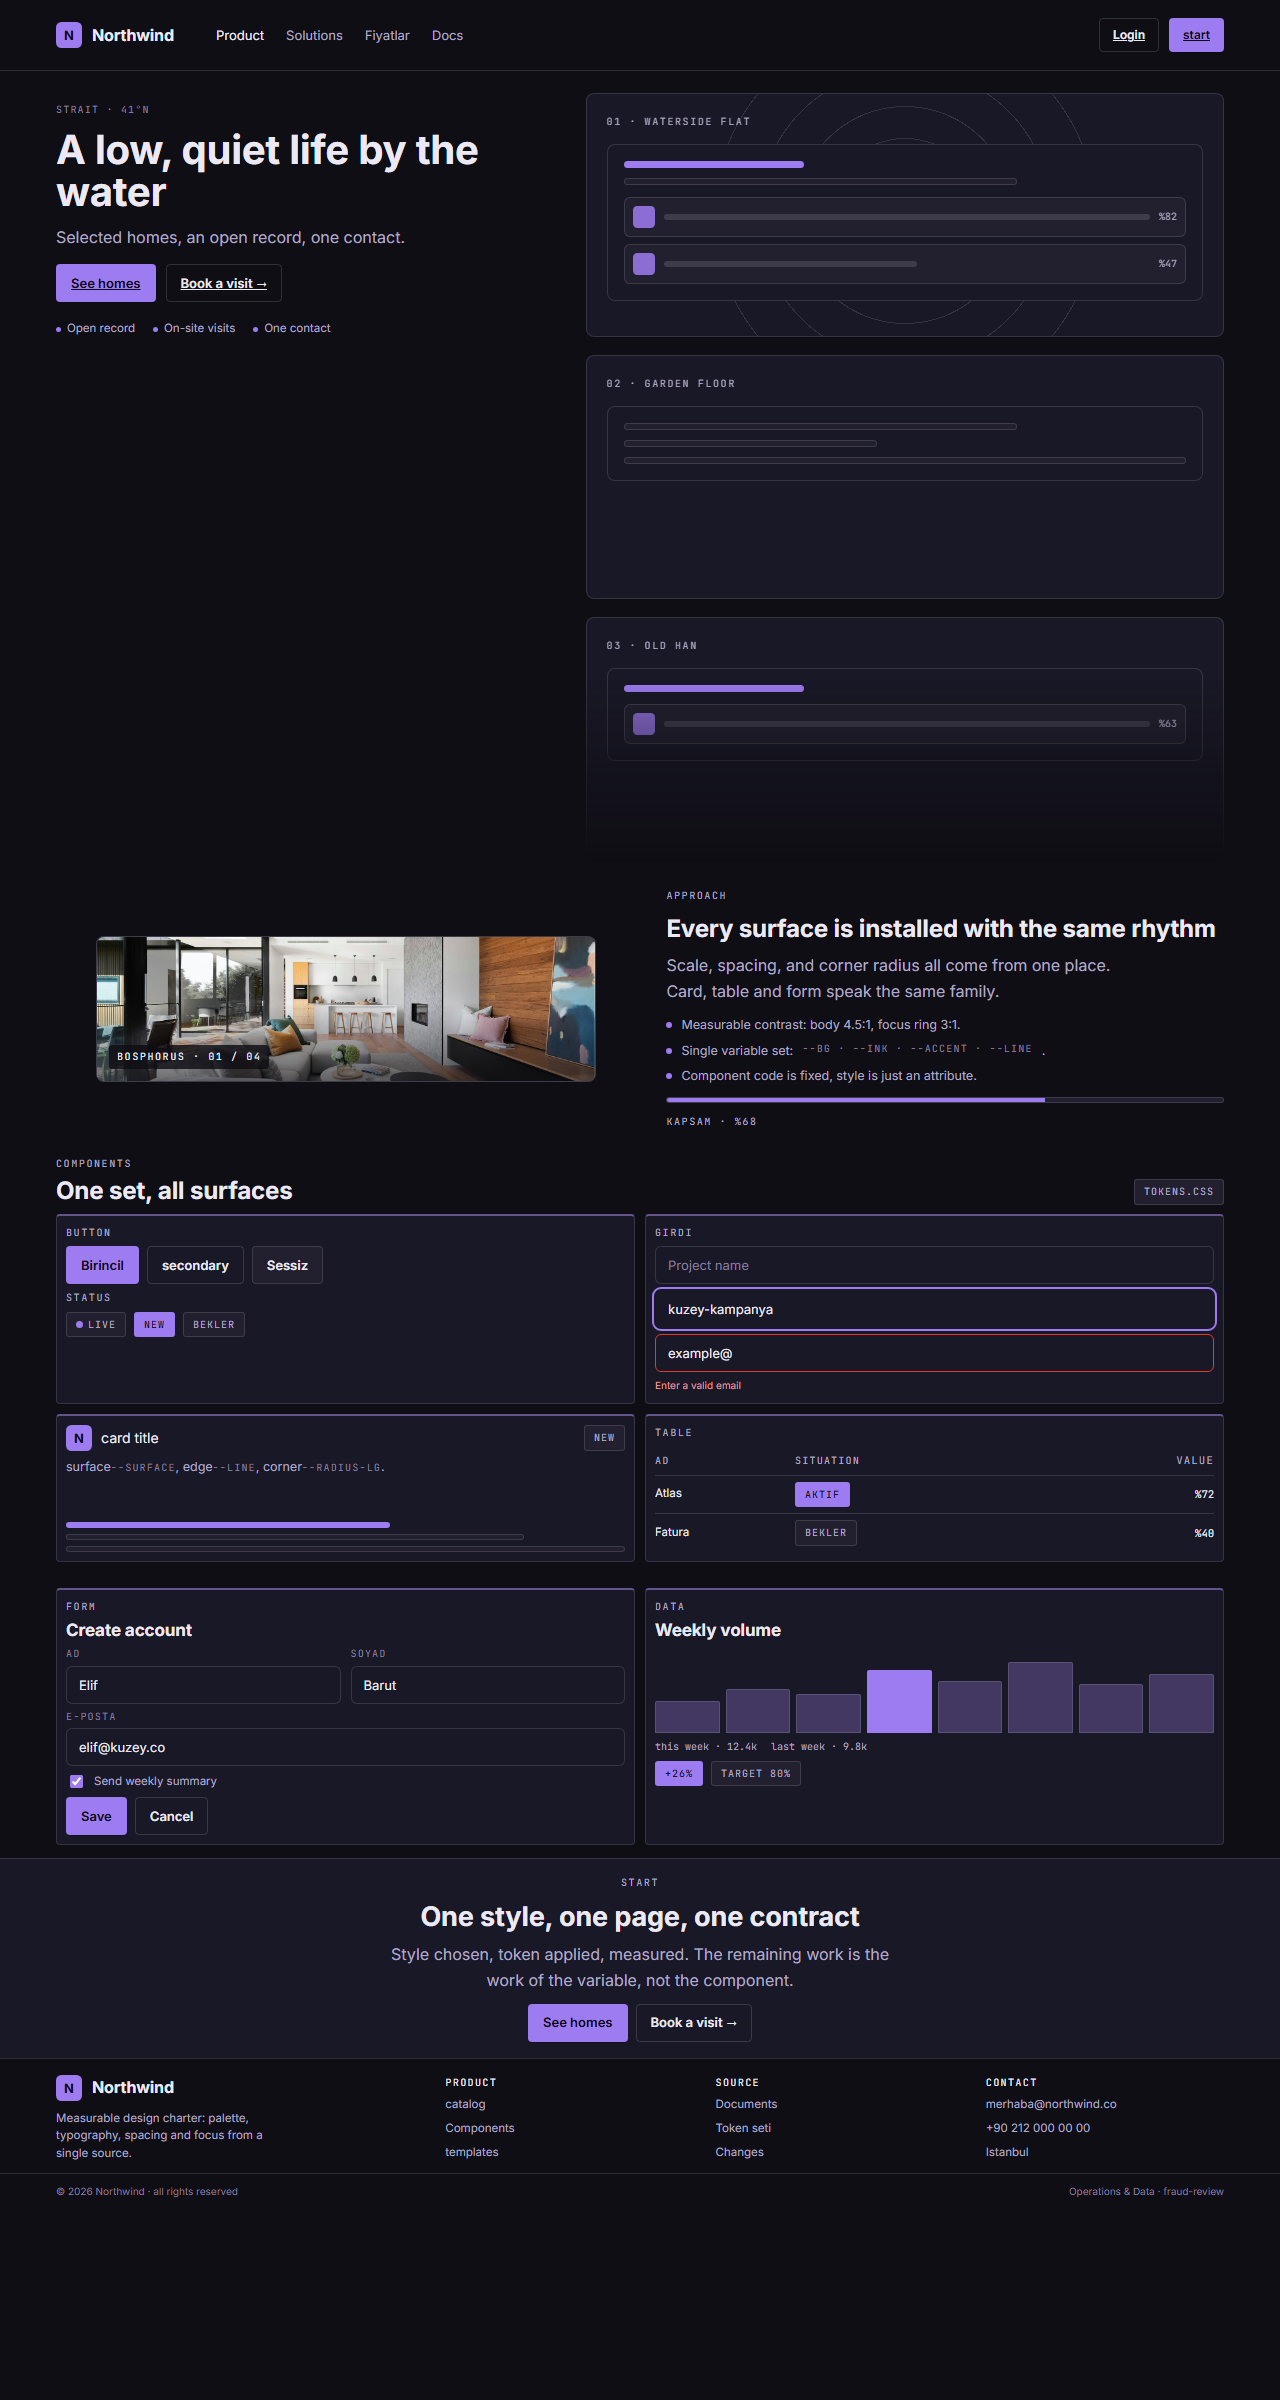 N Northwind Product Solutions Fiyatlar Docs Login start
STRAIT · 41°N
A low, quiet life by the
water
Selected homes, an open record, one contact.
See homes Book a visit →
Open record On-site visits One contact
01 · WATERSIDE FLAT
%82
%47
02 · GARDEN FLOOR
03 · OLD HAN
%63
BOSPHORUS · 01 / 04
APPROACH
Every surface is installed with the same rhythm
Scale, spacing, and corner radius all come from one place.
Card, table and form speak the same family.
Measurable contrast: body 4.5:1, focus ring 3:1.
Single variable set: --BG · --INK · --ACCENT · --LINE .
Component code is fixed, style is just an attribute.
KAPSAM · %68
COMPONENTS
One set, all surfaces
TOKENS.CSS
BUTTON
Birincil secondary Sessiz
STATUS
LIVE NEW BEKLER
GIRDI
Project name
kuzey-kampanya
example@
Enter a valid email
N card title NEW
surface--SURFACE, edge--LINE, corner--RADIUS-LG.
TABLE
AD SITUATION VALUE
Atlas AKTIF %72
Fatura BEKLER %40
FORM
Create account
AD SOYAD
Elif Barut
E-POSTA
elif@kuzey.co
Send weekly summary
Save Cancel
DATA
Weekly volume
this week · 12.4k last week · 9.8k
+26% TARGET 80%
START
One style, one page, one contract
Style chosen, token applied, measured. The remaining work is the
work of the variable, not the component.
See homes Book a visit →
N Northwind
Measurable design charter: palette,
typography, spacing and focus from a
single source.
PRODUCT
catalog
Components
templates
SOURCE
Documents
Token seti
Changes
CONTACT
merhaba@northwind.co
+90 212 000 00 00
Istanbul
© 2026 Northwind · all rights reserved
Operations & Data · fraud-review